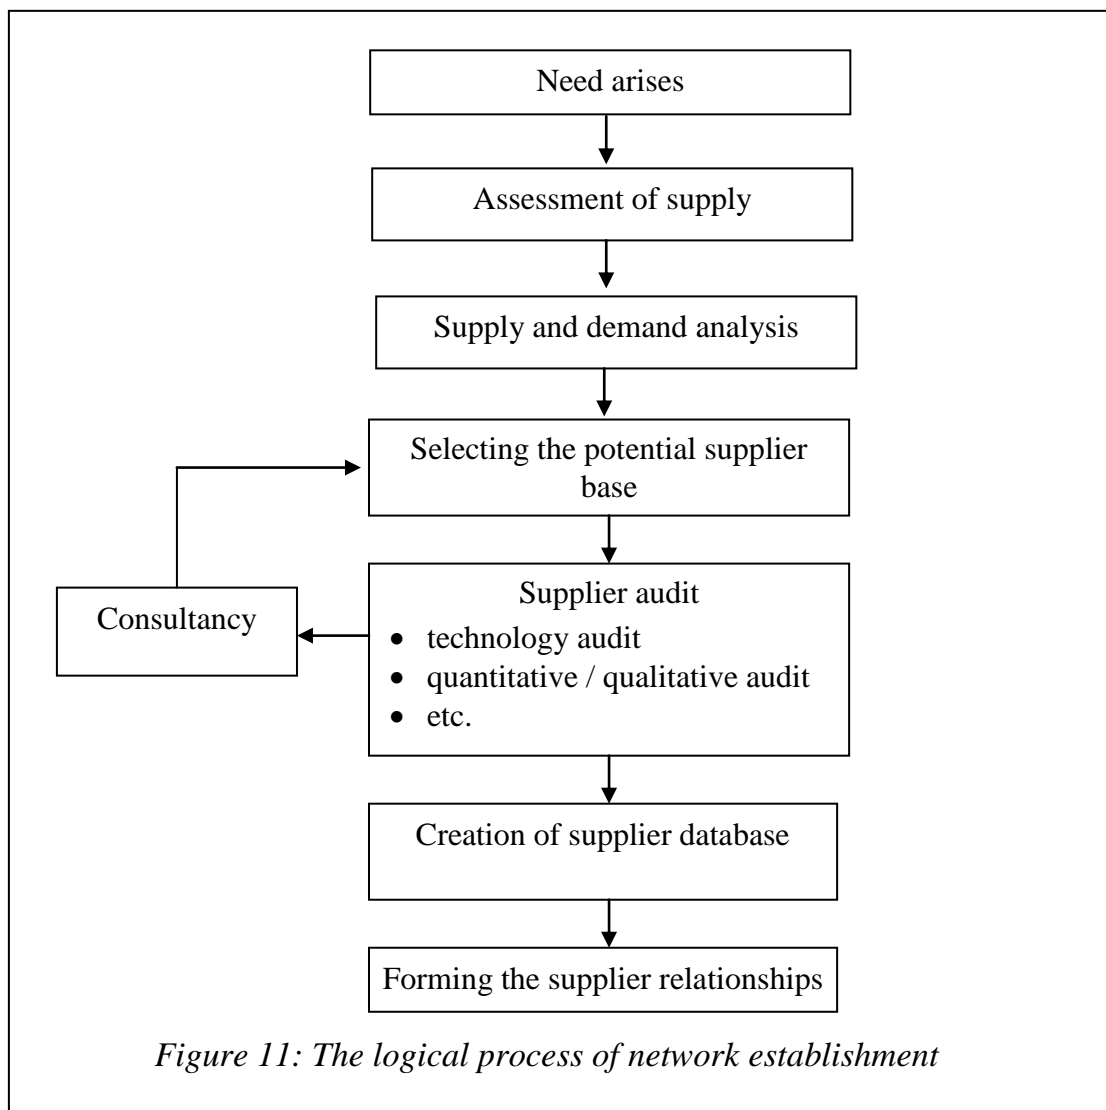 Need arises
Assessment of supply
Supply and demand analysis
Selecting the potential supplier
base
Supplier audit
• technology audit
• quantitative / qualitative audit
• etc.
Consultancy
Creation of supplier database
Forming the supplier relationships
Figure 11: The logical process of network establishment